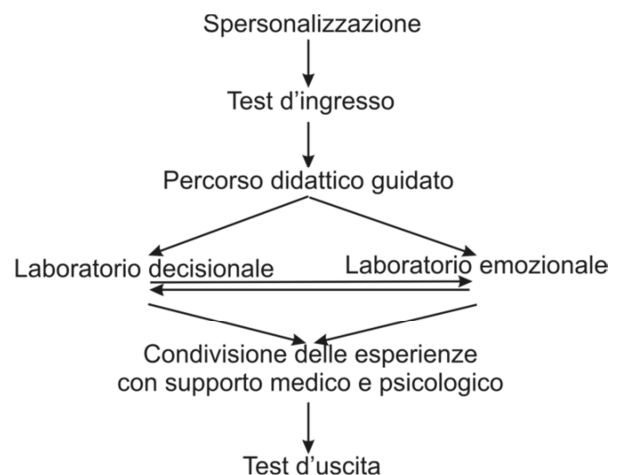 Spersonalizzazione
Test d’ingresso
Percorso didattico guidato
Laboratorio decisionale
Laboratorio emozionale
Condivisione delle esperienze
con supporto medico e psicologico
Test d’uscita